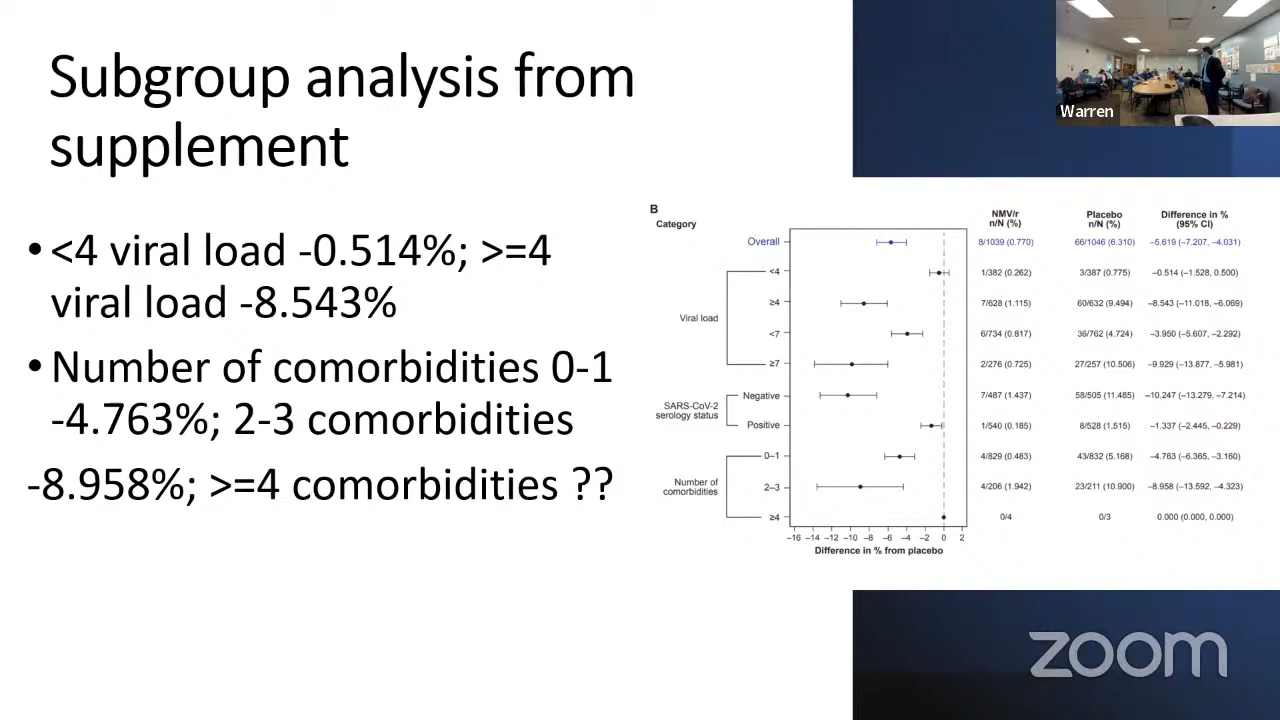 Subgroup analysis from
supplement
• <4 viral load -0.514%; >=4
viral load -8.543%
• Number of comorbidities 0-1
-4.763%; 2-3 comorbidities
-8.958%; >=4 comorbidities ??
Warren
B
Category
NMV/r
n/N (%)
Placebo
n/N (%)
Difference in %
(95% CI)
Overall 8/1039 (0.770) 66/1046 (6.310) −5.619 (−7.207, −4.031)
Viral load
<4 1/382 (0.262) 3/387 (0.775) −0.514 (−1.528, 0.500)
≥4 7/628 (1.115) 60/632 (9.494) −8.543 (−11.018, −6.069)
<7 6/734 (0.817) 36/762 (4.724) −3.950 (−5.607, −2.292)
≥7 2/276 (0.725) 27/257 (10.506) −9.929 (−13.877, −5.981)
SARS-CoV-2
serology status
Negative 7/487 (1.437) 58/505 (11.485) −10.247 (−13.279, −7.214)
Positive 1/540 (0.185) 8/528 (1.515) −1.337 (−2.445, −0.229)
Number of
comorbidities
0–1 4/829 (0.483) 43/832 (5.168) −4.763 (−6.365, −3.160)
2–3 4/206 (1.942) 23/211 (10.900) −8.958 (−13.592, −4.323)
≥4 0/4 0/3 0.000 (0.000, 0.000)
−16 −14 −12 −10 −8 −6 −4 −2 0 2
Difference in % from placebo
zoom